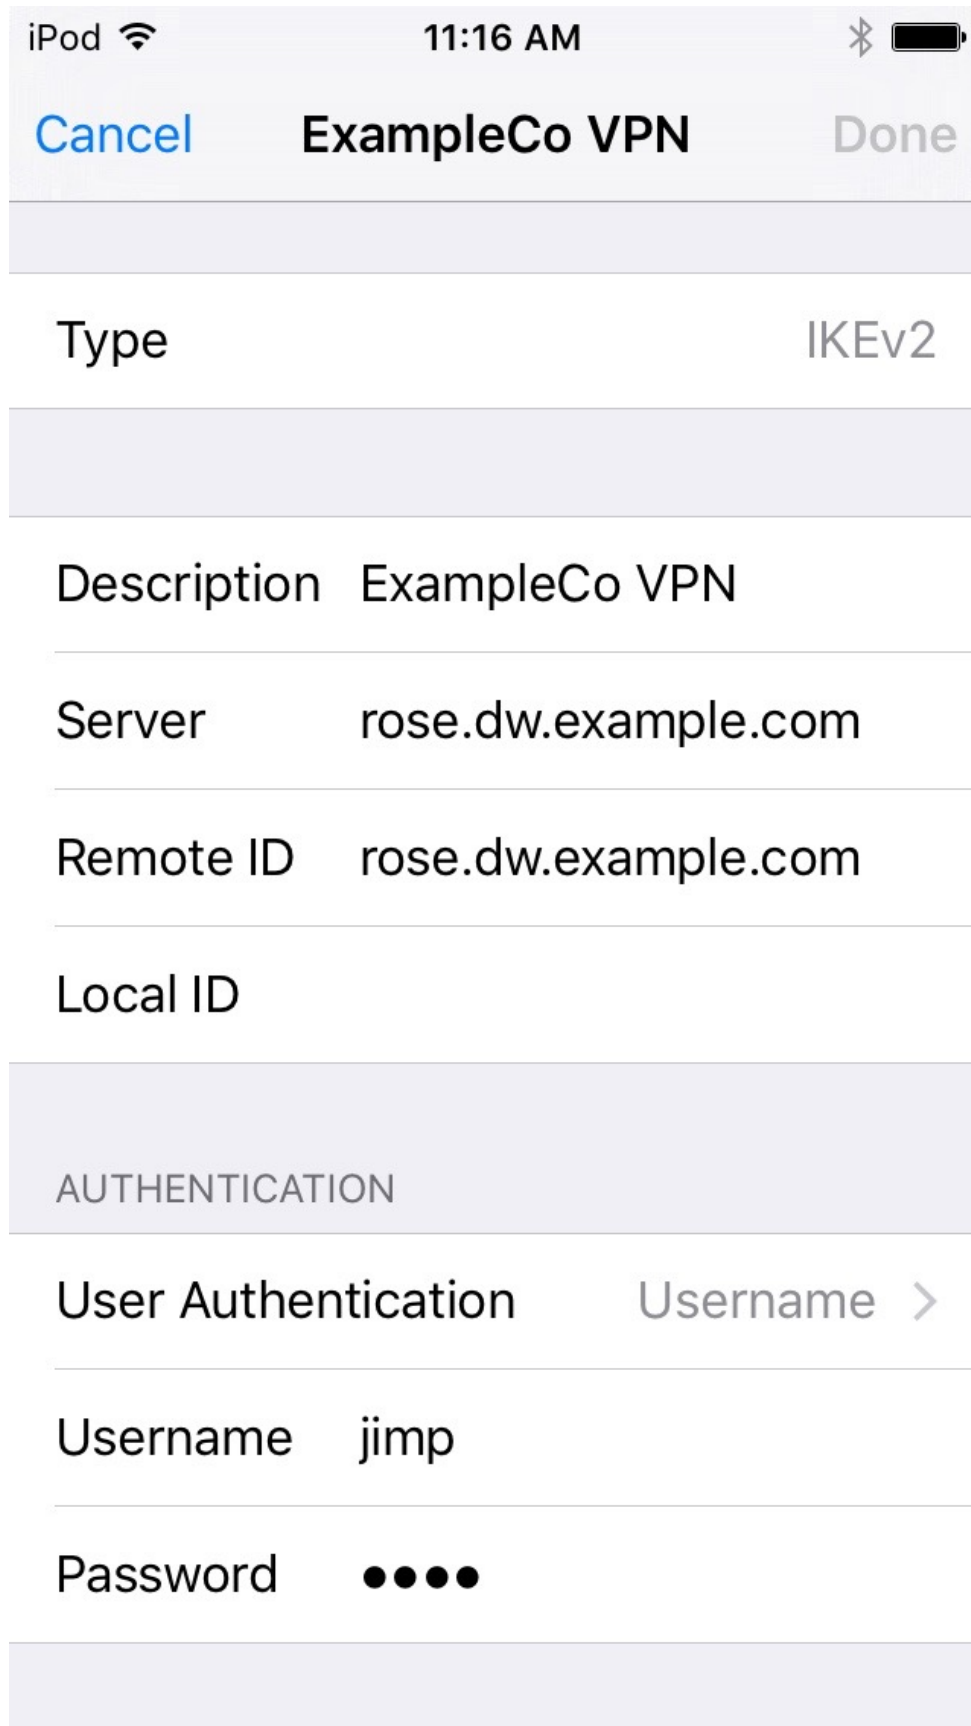 iPod 11:16 AM
Cancel ExampleCo VPN Done
Type IKEv2
Description ExampleCo VPN
Server rose.dw.example.com
Remote ID rose.dw.example.com
Local ID
AUTHENTICATION
User Authentication Username
Username jimp
Password ●●●●